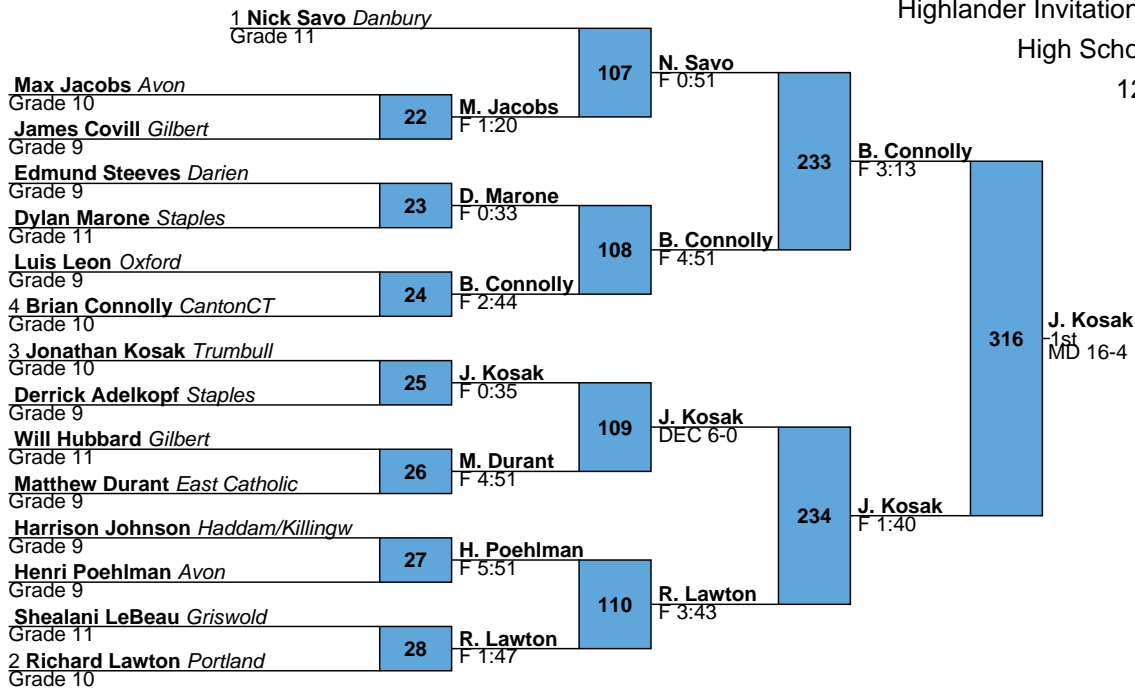 Highlander Invitation
High Scho
12
1 Nick Savo Danbury
Grade 11
Max Jacobs Avon
Grade 10
James Covill Gilbert
Grade 9
Edmund Steeves Darien
Grade 9
Dylan Marone Staples
Grade 11
Luis Leon Oxford
Grade 9
4 Brian Connolly CantonCT
Grade 10
3 Jonathan Kosak Trumbull
Grade 10
Derrick Adelkopf Staples
Grade 9
Will Hubbard Gilbert
Grade 11
Matthew Durant East Catholic
Grade 9
Harrison Johnson Haddam/Killingw
Grade 9
Henri Poehlman Avon
Grade 9
Shealani LeBeau Griswold
Grade 11
2 Richard Lawton Portland
Grade 10
22
23
24
25
26
27
28
M. Jacobs
F 1:20
D. Marone
F 0:33
B. Connolly
F 2:44
J. Kosak
F 0:35
M. Durant
F 4:51
H. Poehlman
F 5:51
R. Lawton
F 1:47
107
108
109
110
N. Savo
F 0:51
B. Connolly
F 4:51
J. Kosak
DEC 6-0
R. Lawton
F 3:43
233
234
B. Connolly
F 3:13
J. Kosak
F 1:40
316
J. Kosak
1st
MD 16-4